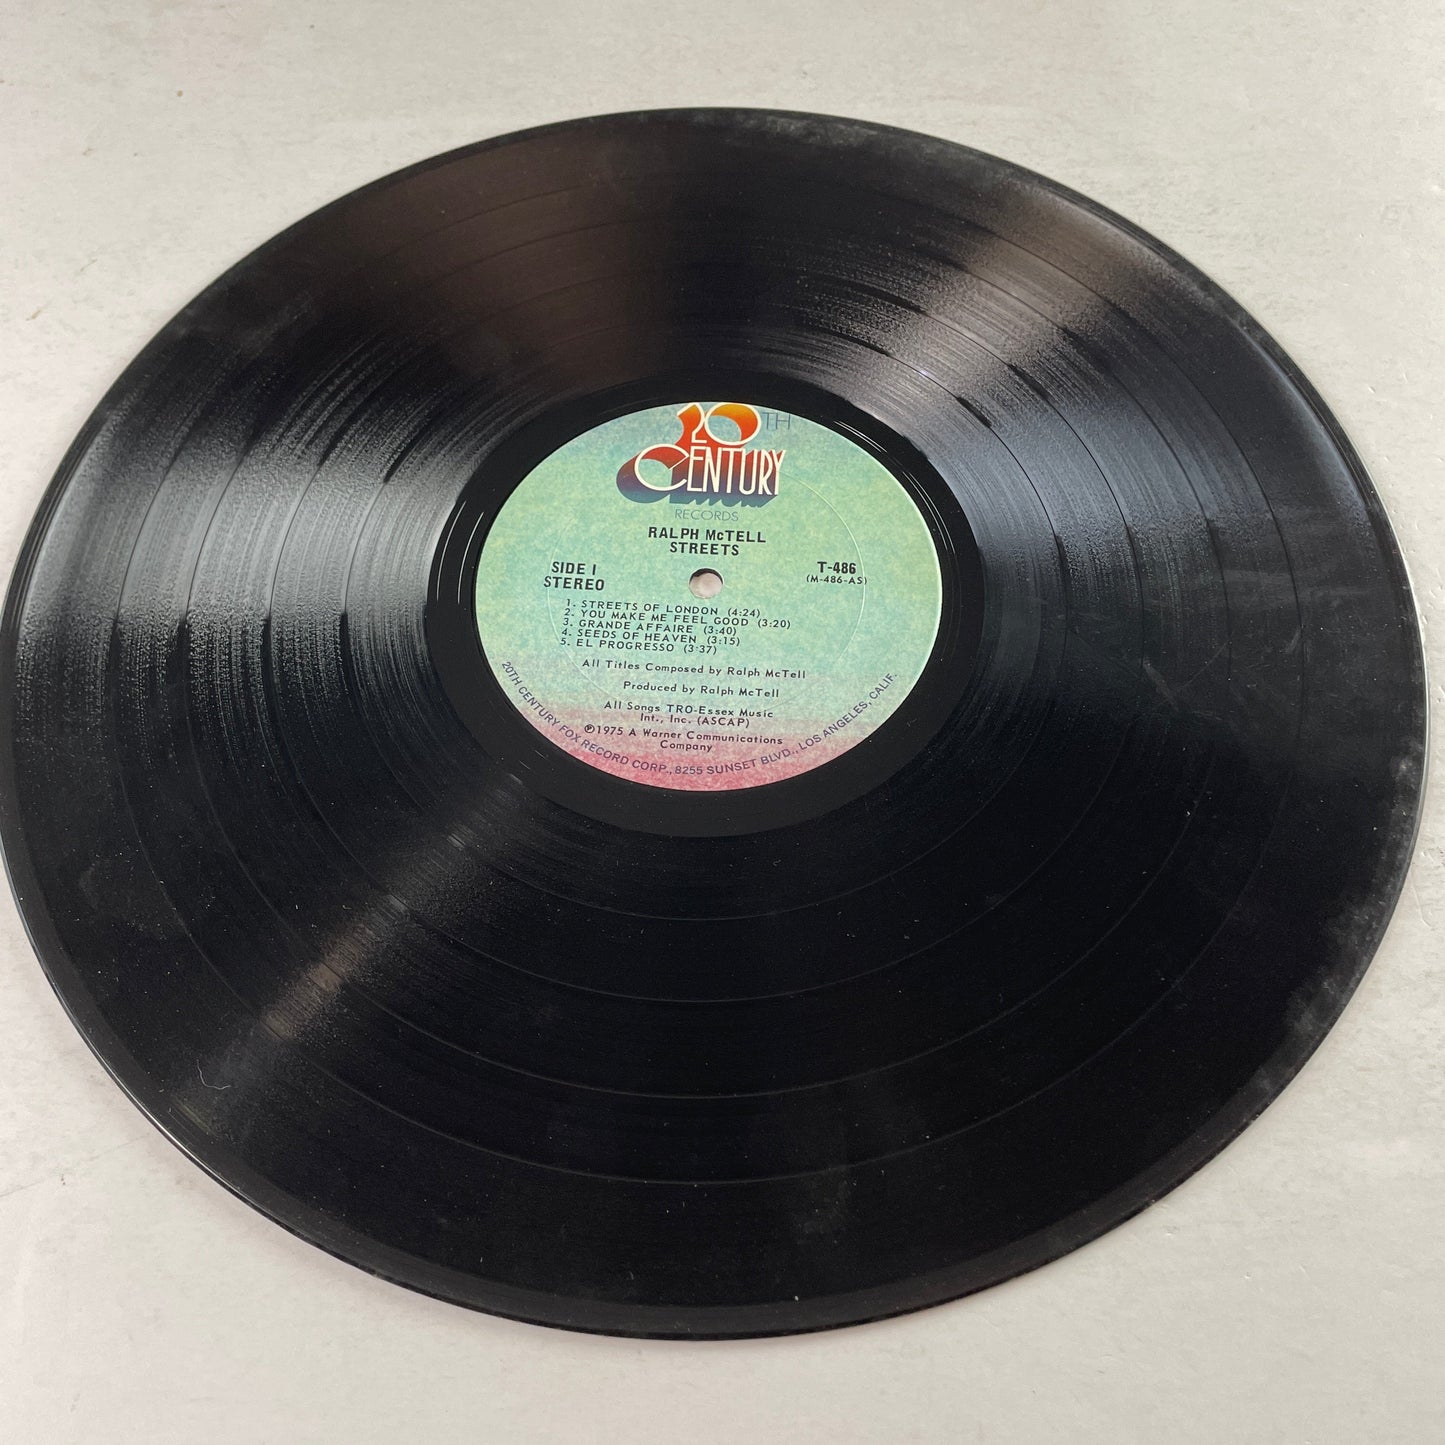 20TH
CENTURY
RECORDS
RALPH McTELL
STREETS
SIDE I
STEREO
T-486
(M-486-AS)
1. STREETS OF LONDON (4:24)
2. YOU MAKE ME FEEL GOOD (3:20)
3. GRANDE AFFAIRE (3:40)
4. SEEDS OF HEAVEN (3:15)
5. EL PROGRESSO (3:37)
All Titles Composed by Ralph McTell
Produced by Ralph McTell
All Songs TRO-Essex Music
Int., Inc. (ASCAP)
℗1975 A Warner Communications
Company
20TH CENTURY FOX RECORD CORP., 8255 SUNSET BLVD., LOS ANGELES, CALIF.